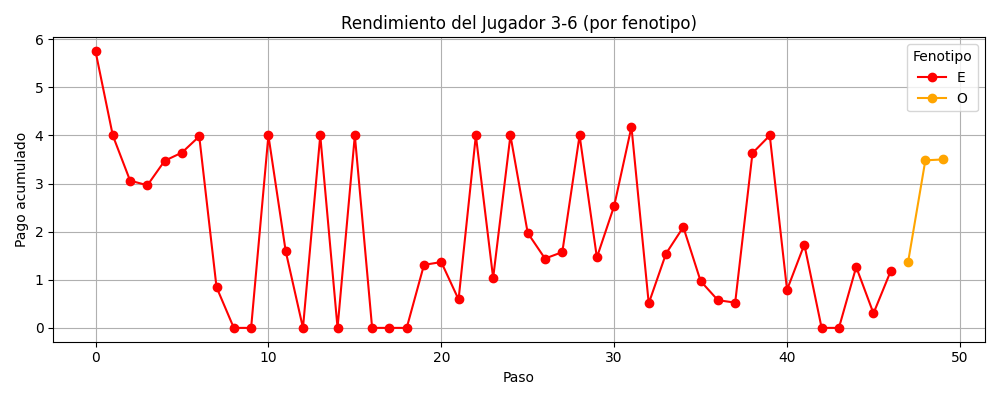 Rendimiento del Jugador 3-6 (por fenotipo)
Pago acumulado
6
5
4
3
2
1
0
0 10 20 30 40 50
Paso
Fenotipo
E
O